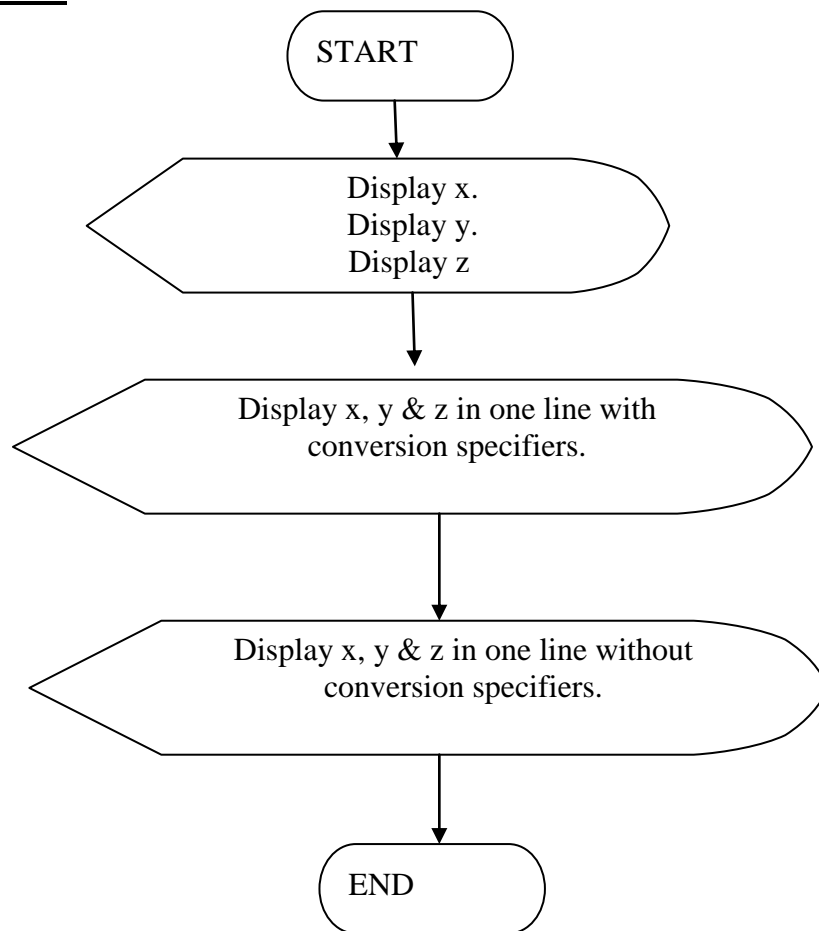 START
Display x.
Display y.
Display z
Display x, y & z in one line with
conversion specifiers.
Display x, y & z in one line without
conversion specifiers.
END